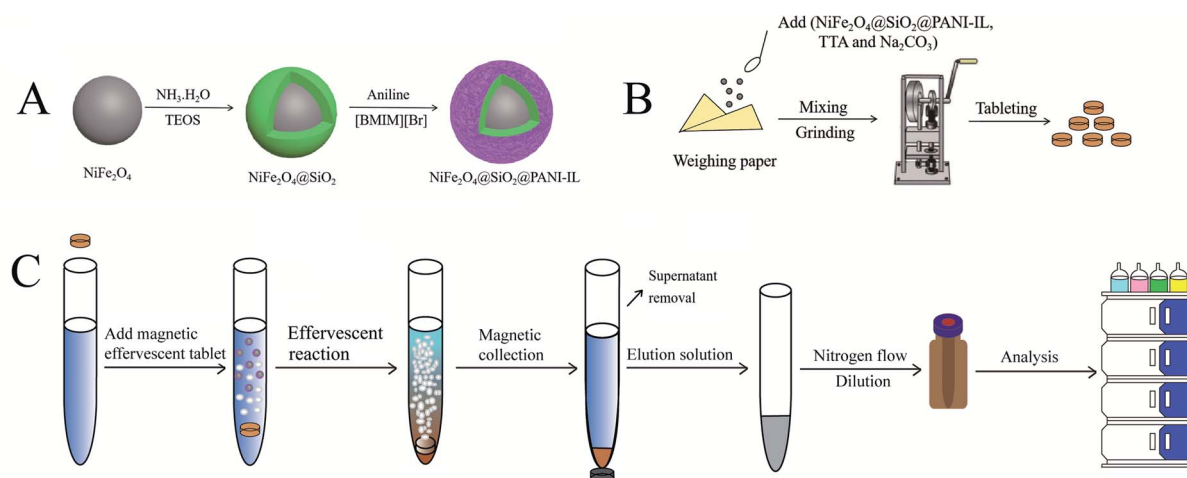 A
NH₃.H₂O
TEOS
Aniline
[BMIM][Br]
NiFe₂O₄
NiFe₂O₄@SiO₂
NiFe₂O₄@SiO₂@PANI-IL
B
Add (NiFe₂O₄@SiO₂@PANI-IL,
TTA and Na₂CO₃)
Mixing
Grinding
Tableting
Weighing paper
C
Add magnetic
effervescent tablet
Effervescent
reaction
Magnetic
collection
Supernatant
removal
Elution solution
Nitrogen flow
Dilution
Analysis